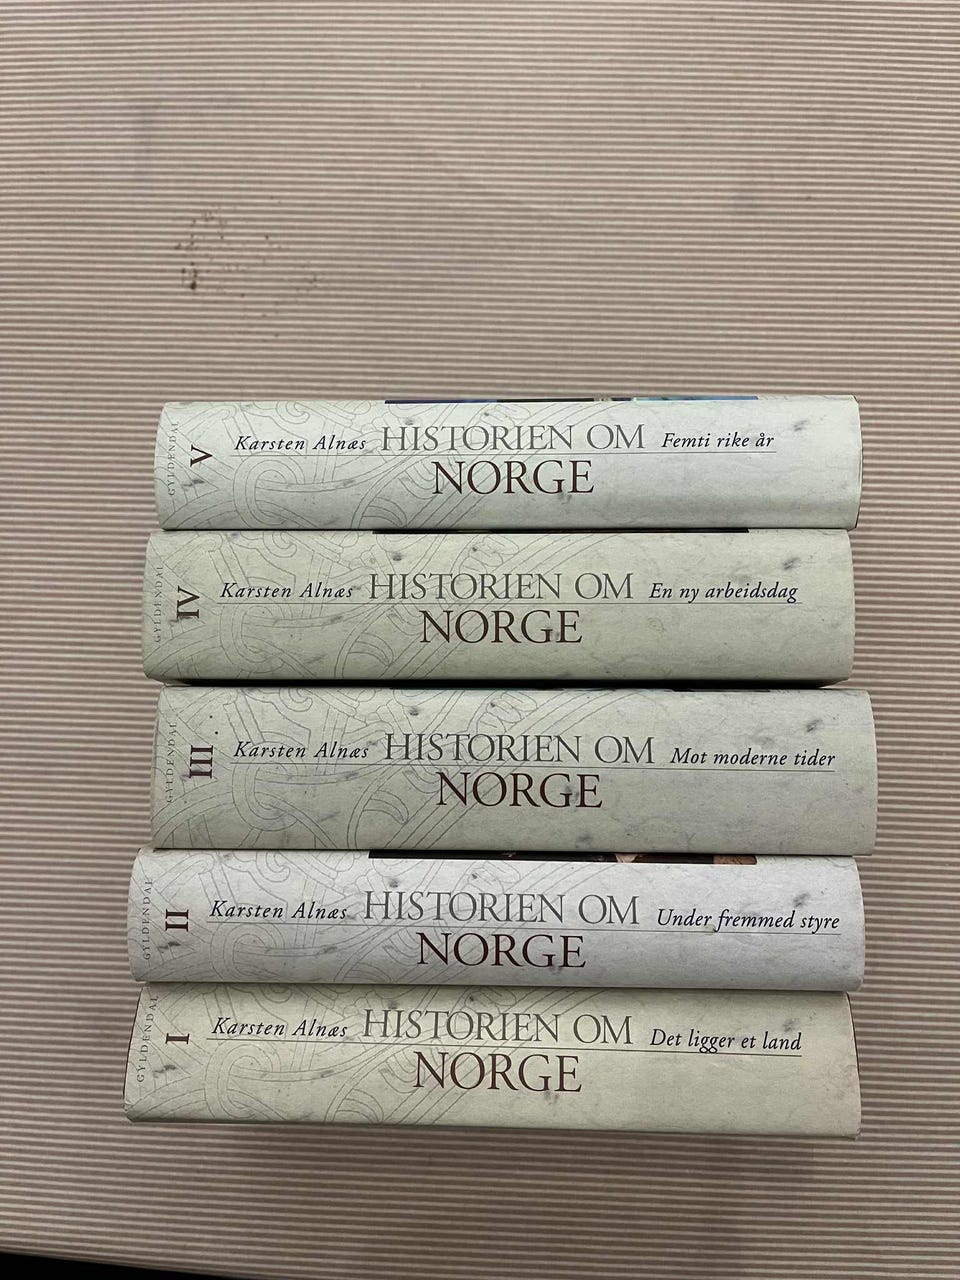 GYLDENDAL V Karsten Alnæs HISTORIEN OM Femti rike år
NORGE
GYLDENDAL IV Karsten Alnæs HISTORIEN OM En ny arbeidsdag
NORGE
GYLDENDAL III Karsten Alnæs HISTORIEN OM Mot moderne tider
NORGE
GYLDENDAL II Karsten Alnæs HISTORIEN OM Under fremmed styre
NORGE
GYLDENDAL I Karsten Alnæs HISTORIEN OM Det ligger et land
NORGE